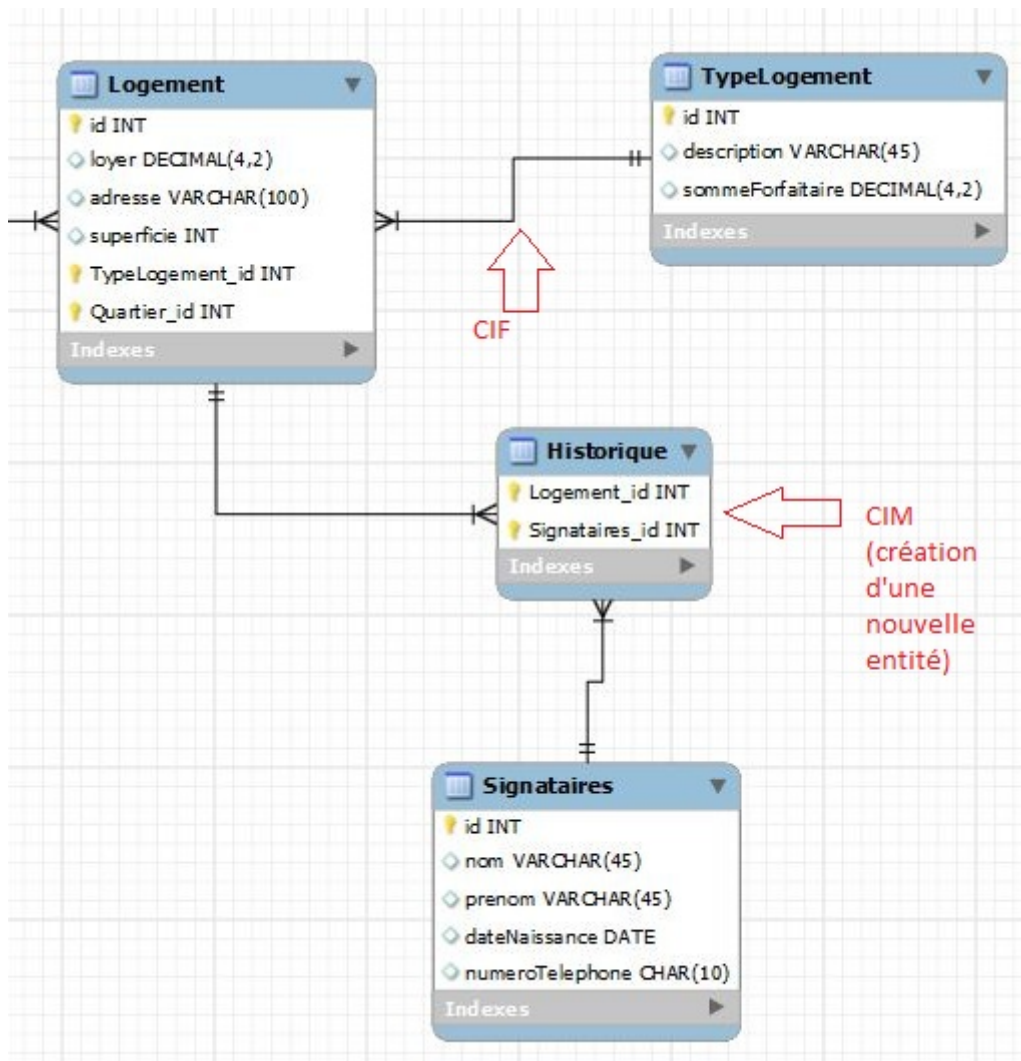 Logement
id INT
loyer DECIMAL(4,2)
adresse VARCHAR(100)
superficie INT
TypeLogement_id INT
Quartier_id INT
Indexes
TypeLogement
id INT
description VARCHAR(45)
sommeForfaitaire DECIMAL(4,2)
Indexes
CIF
Historique
Logement_id INT
Signataires_id INT
Indexes
CIM
(création
d'une
nouvelle
entité)
Signataires
id INT
nom VARCHAR(45)
prenom VARCHAR(45)
dateNaissance DATE
numeroTelephone CHAR(10)
Indexes